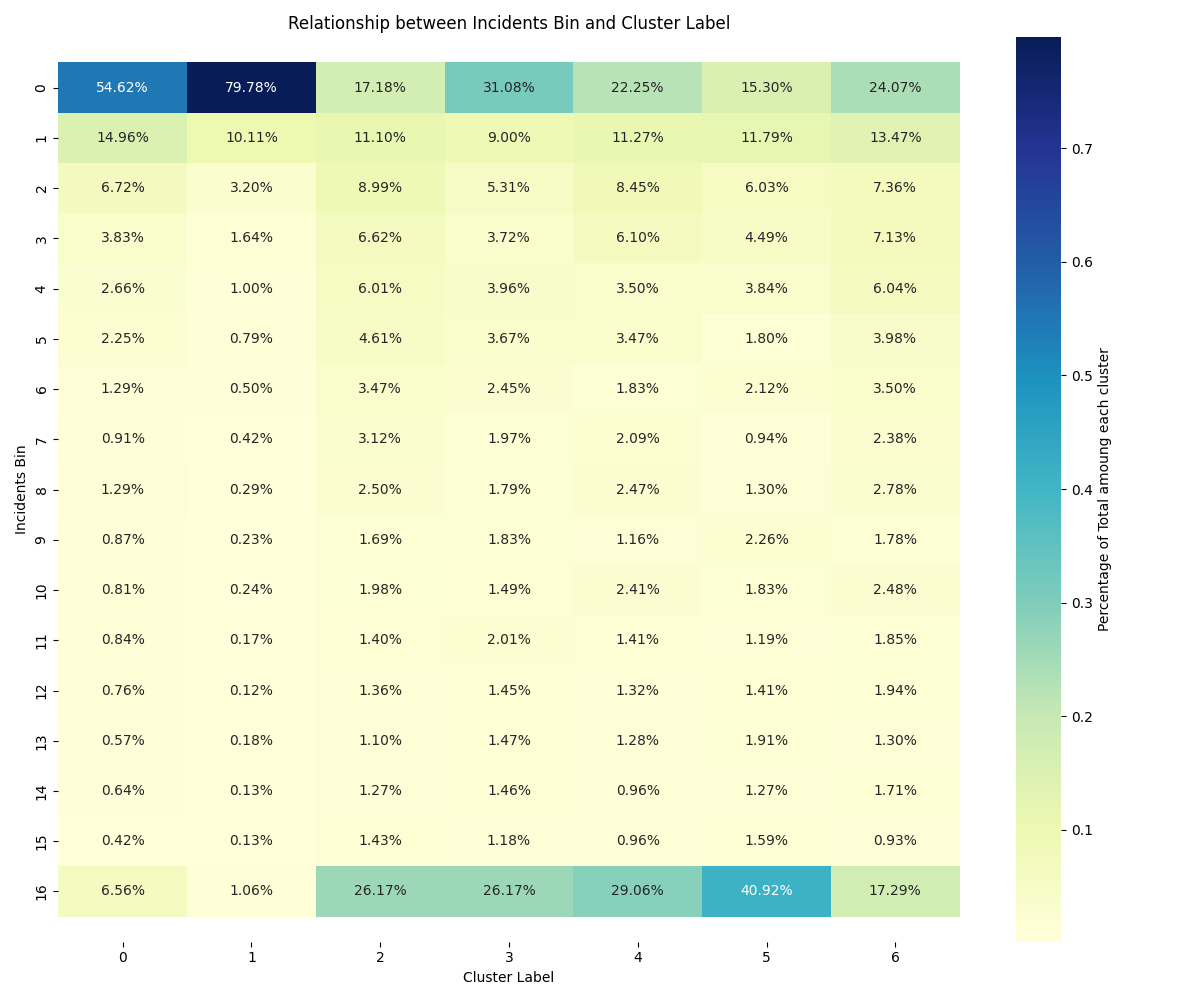 Relationship between Incidents Bin and Cluster Label
0 54.62% 79.78% 17.18% 31.08% 22.25% 15.30% 24.07%
1 14.96% 10.11% 11.10% 9.00% 11.27% 11.79% 13.47%
2 6.72% 3.20% 8.99% 5.31% 8.45% 6.03% 7.36%
3 3.83% 1.64% 6.62% 3.72% 6.10% 4.49% 7.13%
4 2.66% 1.00% 6.01% 3.96% 3.50% 3.84% 6.04%
5 2.25% 0.79% 4.61% 3.67% 3.47% 1.80% 3.98%
6 1.29% 0.50% 3.47% 2.45% 1.83% 2.12% 3.50%
7 0.91% 0.42% 3.12% 1.97% 2.09% 0.94% 2.38%
8 1.29% 0.29% 2.50% 1.79% 2.47% 1.30% 2.78%
9 0.87% 0.23% 1.69% 1.83% 1.16% 2.26% 1.78%
10 0.81% 0.24% 1.98% 1.49% 2.41% 1.83% 2.48%
11 0.84% 0.17% 1.40% 2.01% 1.41% 1.19% 1.85%
12 0.76% 0.12% 1.36% 1.45% 1.32% 1.41% 1.94%
13 0.57% 0.18% 1.10% 1.47% 1.28% 1.91% 1.30%
14 0.64% 0.13% 1.27% 1.46% 0.96% 1.27% 1.71%
15 0.42% 0.13% 1.43% 1.18% 0.96% 1.59% 0.93%
16 6.56% 1.06% 26.17% 26.17% 29.06% 40.92% 17.29%
0 1 2 3 4 5 6
Cluster Label
Incidents Bin
0.7
0.6
0.5
0.4
0.3
0.2
0.1
Percentage of Total amoung each cluster